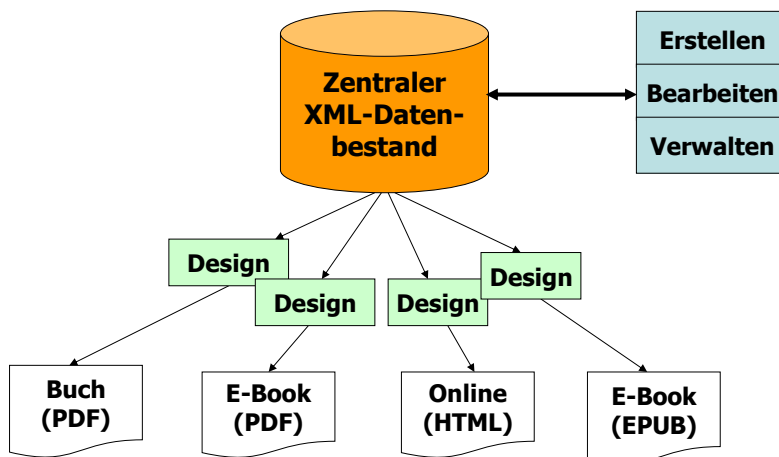 Zentraler
XML-Daten-
bestand
Erstellen
Bearbeiten
Verwalten
Design
Design
Design
Design
Buch
(PDF)
E-Book
(PDF)
Online
(HTML)
E-Book
(EPUB)